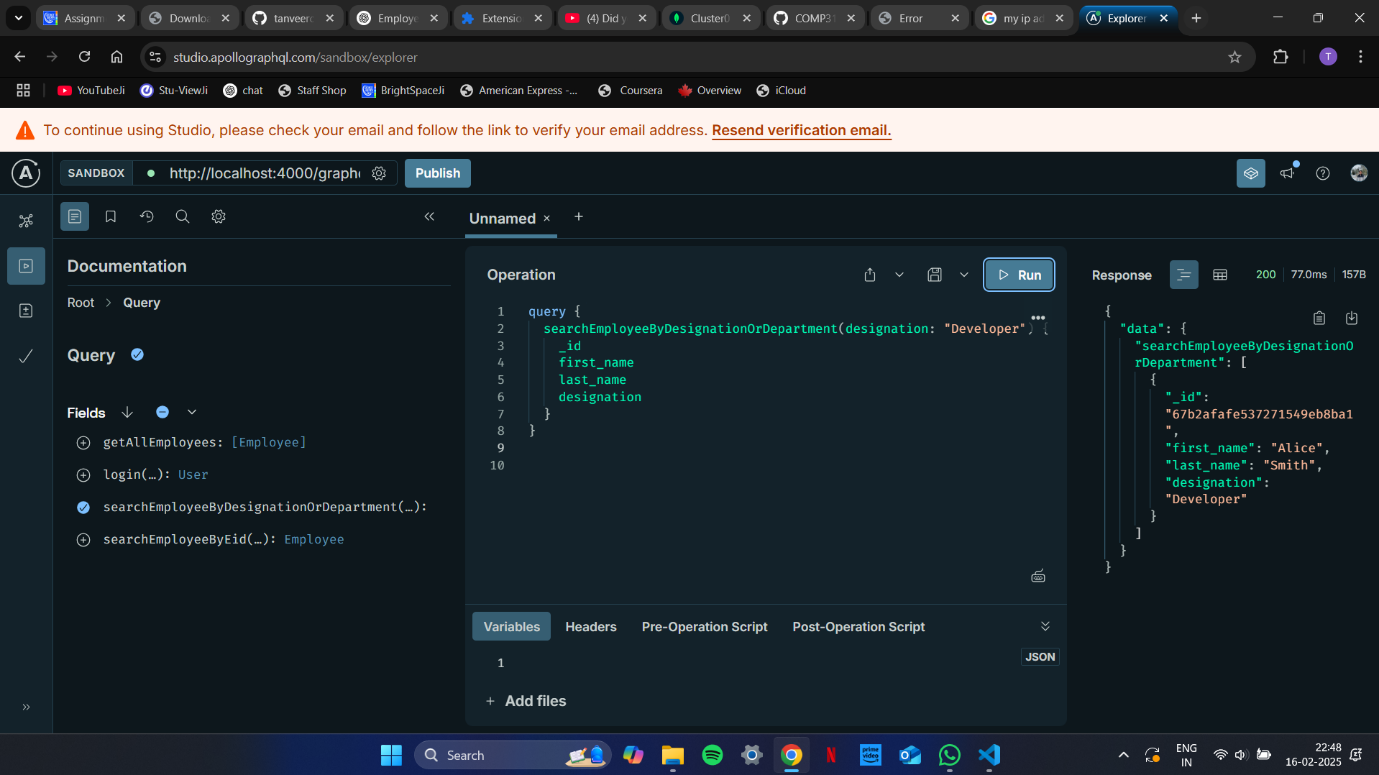 Assignm
Downloa
tanveerc
Employe
Extensio
(4) Did y
Cluster0
COMP31
Error
my ip ad
Explorer
studio.apollographql.com/sandbox/explorer
T
YouTubeJi
Stu-ViewJi
chat
Staff Shop
BrightSpaceJi
American Express -...
Coursera
Overview
iCloud
To continue using Studio, please check your email and follow the link to verify your email address. Resend verification email.
SANDBOX
http://localhost:4000/graph
Publish
Unnamed
Documentation
Root > Query
Query
Fields
getAllEmployees: [Employee]
login(…): User
searchEmployeeByDesignationOrDepartment(…):
searchEmployeeByEid(…): Employee
Operation
Run
1 query {
2 searchEmployeeByDesignationOrDepartment(designation: "Developer") {
3 _id
4 first_name
5 last_name
6 designation
7 }
8 }
9
10
Variables
Headers
Pre-Operation Script
Post-Operation Script
1
JSON
+ Add files
Response
200
77.0ms
157B
{
"data": {
"searchEmployeeByDesignationO
rDepartment": [
{
"_id":
"67b2afafe537271549eb8ba1
",
"first_name": "Alice",
"last_name": "Smith",
"designation":
"Developer"
}
]
}
}
Search
prime video
ENG
IN
22:48
16-02-2025